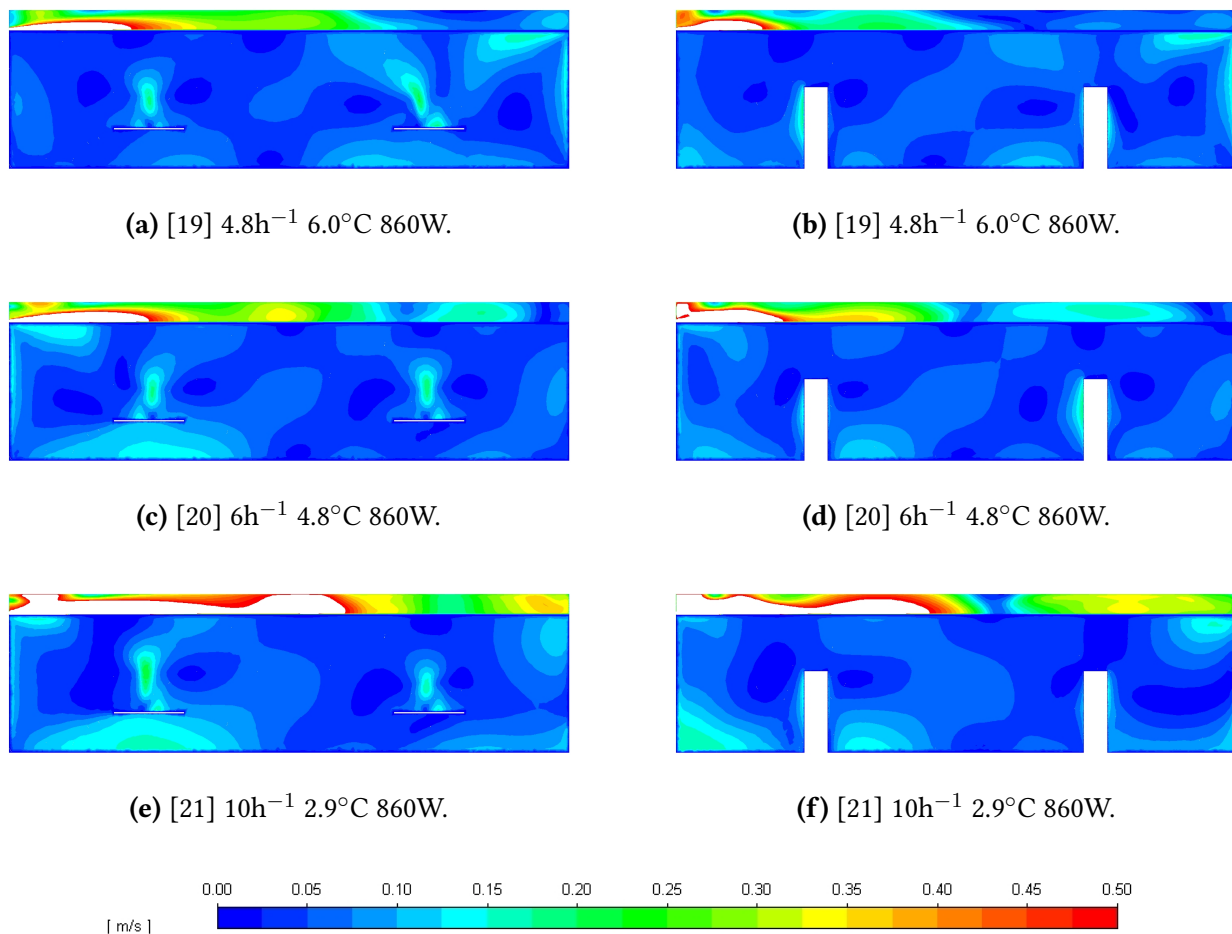 (a) [19] 4.8h⁻¹ 6.0°C 860W.
(b) [19] 4.8h⁻¹ 6.0°C 860W.
(c) [20] 6h⁻¹ 4.8°C 860W.
(d) [20] 6h⁻¹ 4.8°C 860W.
(e) [21] 10h⁻¹ 2.9°C 860W.
(f) [21] 10h⁻¹ 2.9°C 860W.
0.00 0.05 0.10 0.15 0.20 0.25 0.30 0.35 0.40 0.45 0.50
[ m/s ]